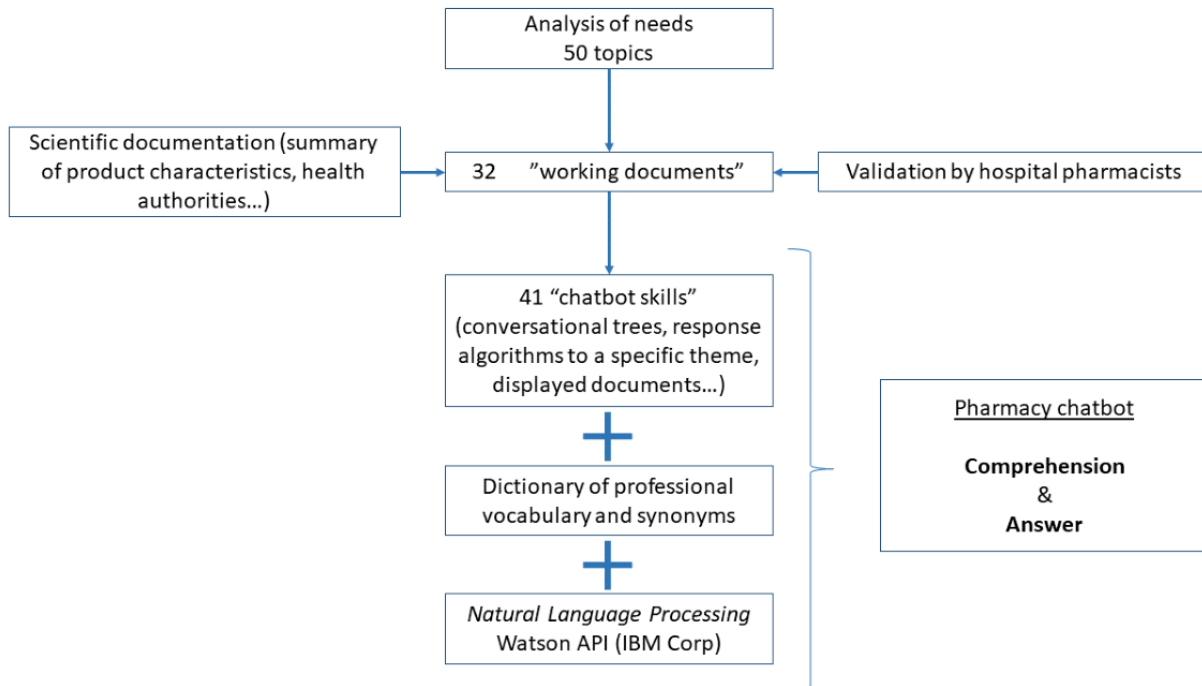 Analysis of needs
50 topics
Scientific documentation (summary
of product characteristics, health
authorities…)
32 ”working documents”
Validation by hospital pharmacists
41 “chatbot skills”
(conversational trees, response
algorithms to a specific theme,
displayed documents…)
Dictionary of professional
vocabulary and synonyms
Natural Language Processing
Watson API (IBM Corp)
Pharmacy chatbot
Comprehension
&
Answer